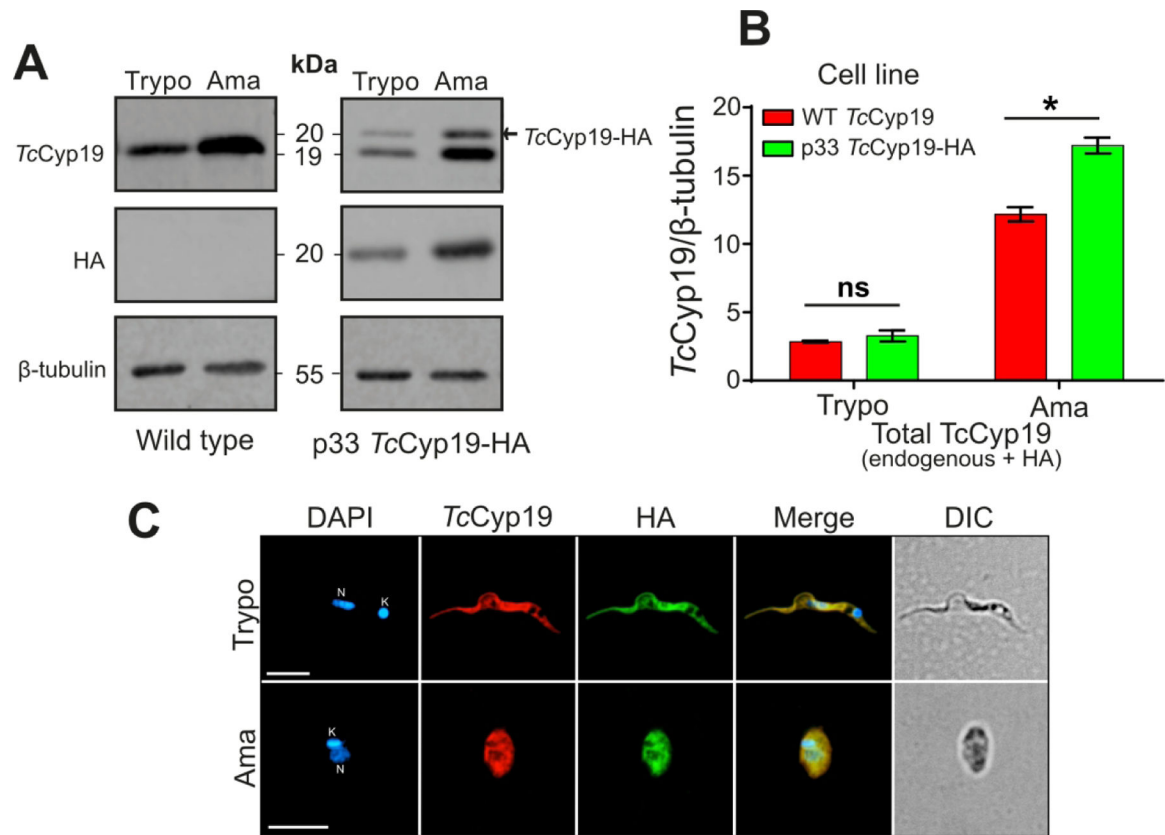 A
Trypo Ama
kDa
Trypo Ama
TcCyp19
20
19
TcCyp19-HA
HA
20
β-tubulin
55
Wild type
p33 TcCyp19-HA
B
Cell line
WT TcCyp19
p33 TcCyp19-HA
TcCyp19/β-tubulin
20
15
10
5
0
ns
*
Trypo
Ama
Total TcCyp19
(endogenous + HA)
C
DAPI
TcCyp19
HA
Merge
DIC
Trypo
N
K
Ama
K
N